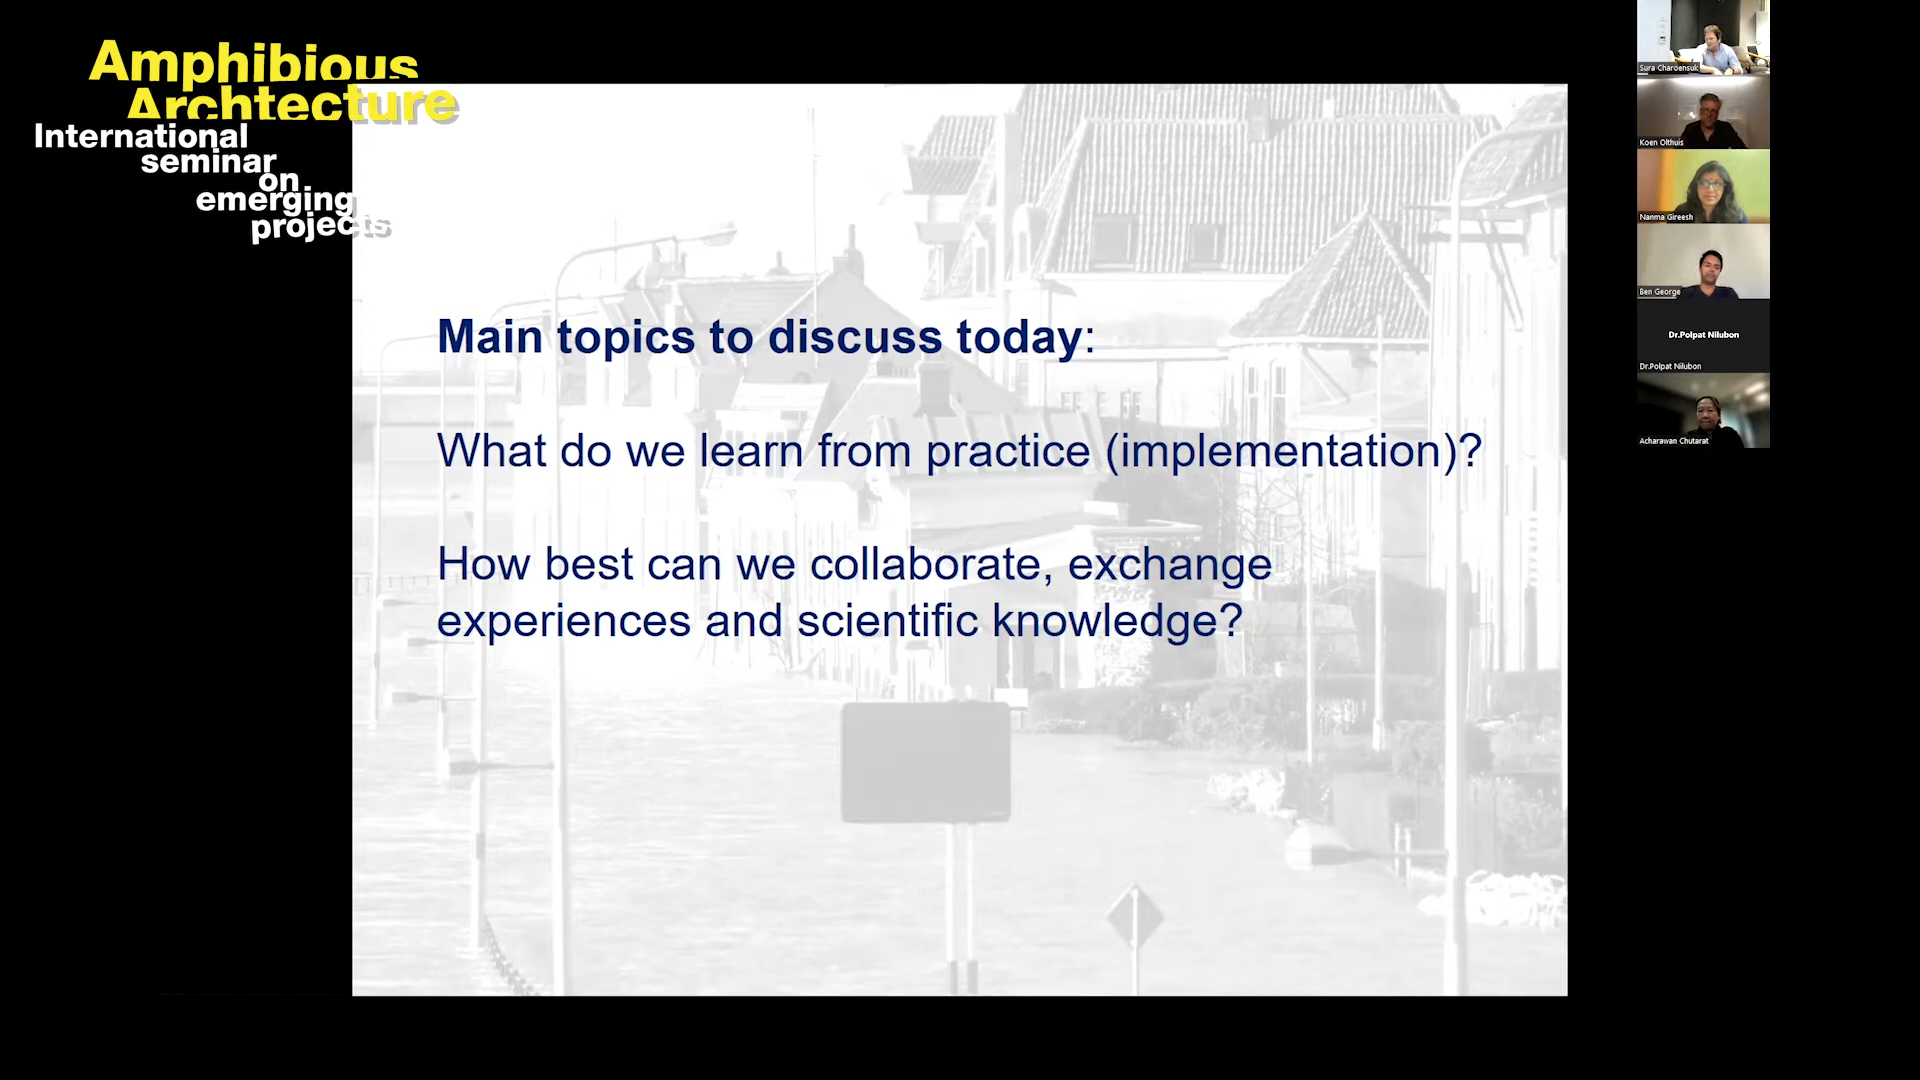 Amphibious
Archtecture
International
seminar
on
emerging
projects
Main topics to discuss today:
What do we learn from practice (implementation)?
How best can we collaborate, exchange
experiences and scientific knowledge?
Sura Charoensuk
Koen Olthuis
Nanma Gireesh
Ben George
Dr.Polpat Nilubon
Dr.Polpat Nilubon
Acharawan Chutarat